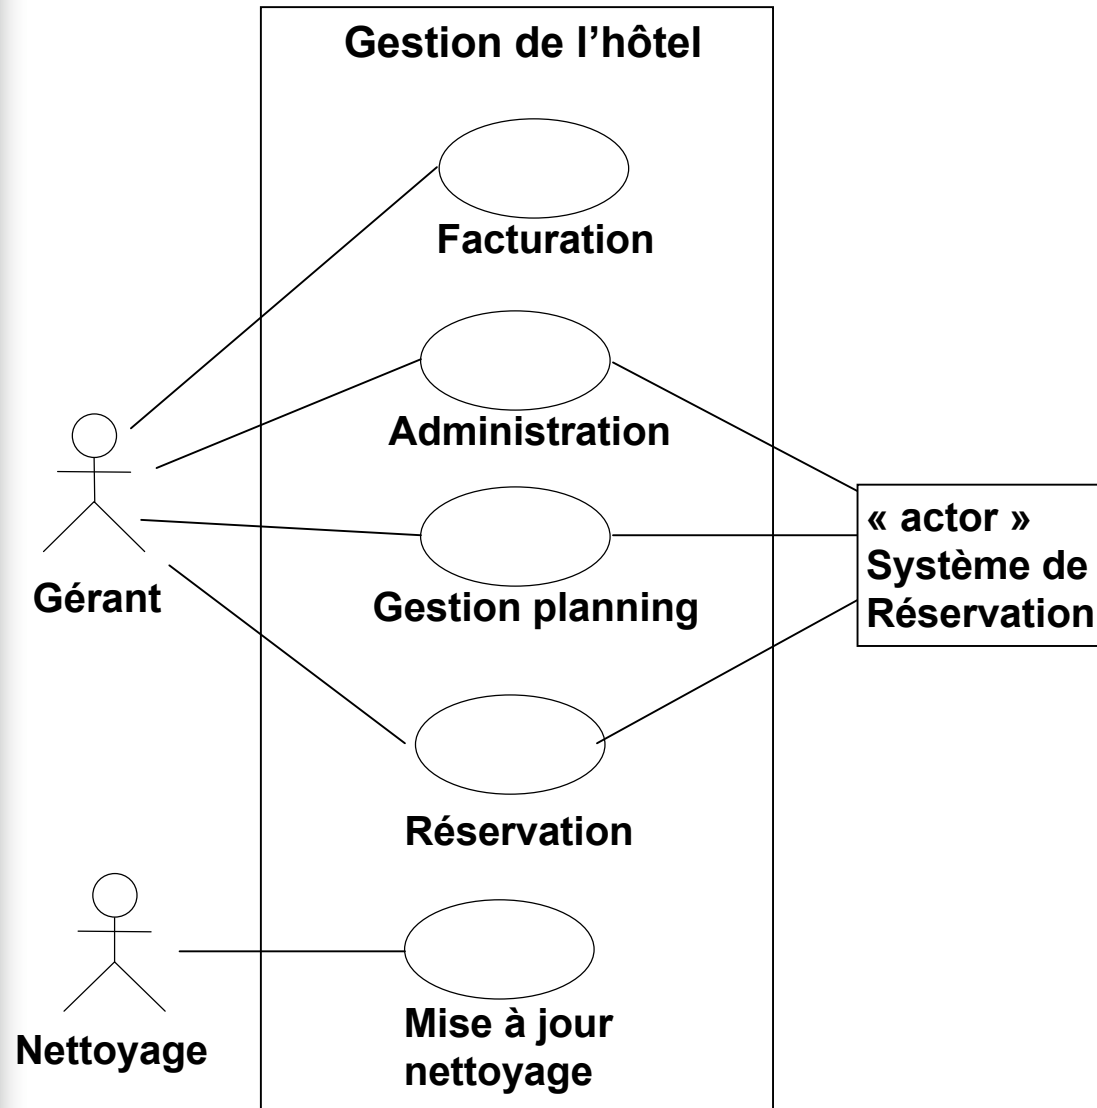 Gestion de l’hôtel
Facturation
Administration
« actor »
Système de
Réservation
Gérant
Gestion planning
Réservation
Nettoyage
Mise à jour
nettoyage